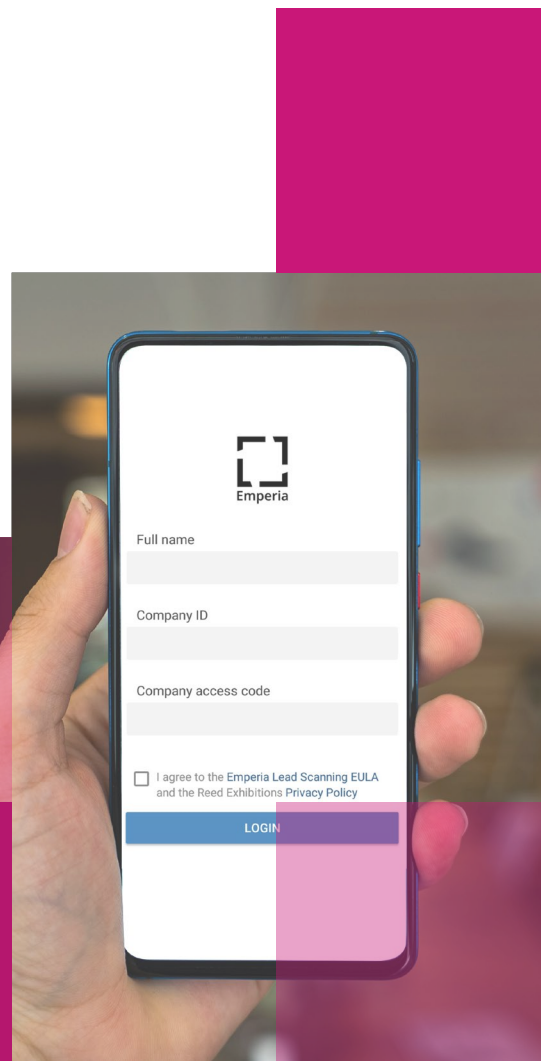 Emperia
Full name
Company ID
Company access code
I agree to the Emperia Lead Scanning EULA
and the Reed Exhibitions Privacy Policy
LOGIN